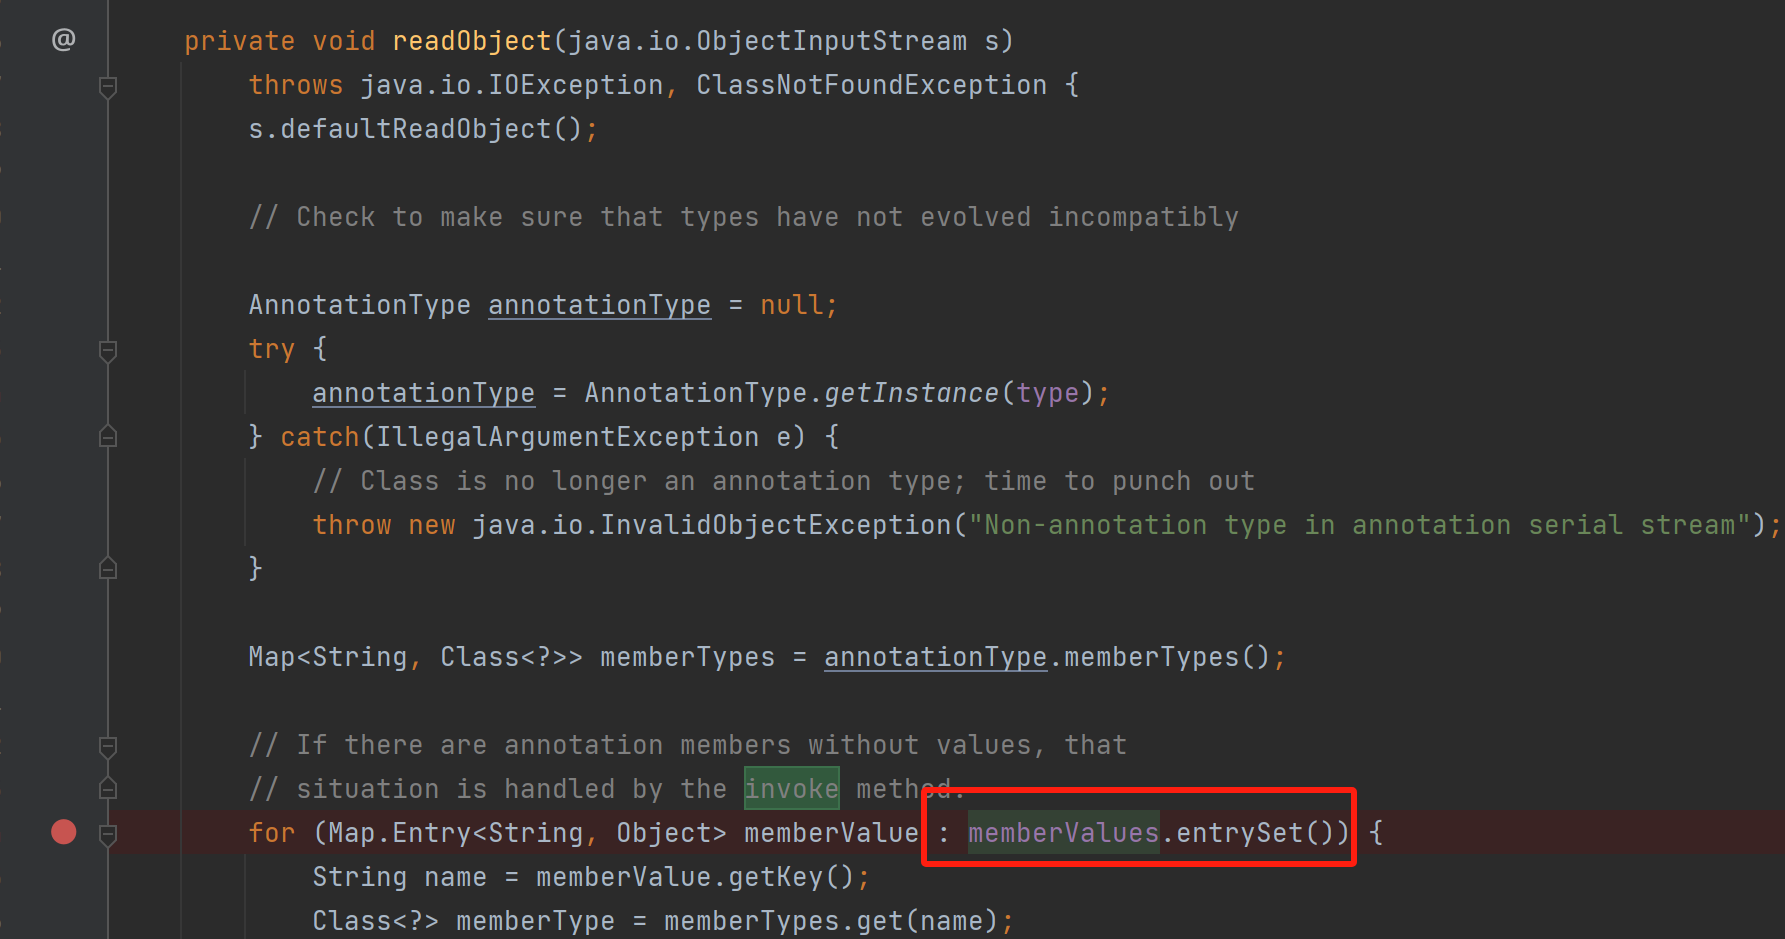 @ private void readObject(java.io.ObjectInputStream s)
throws java.io.IOException, ClassNotFoundException {
s.defaultReadObject();
// Check to make sure that types have not evolved incompatibly
AnnotationType annotationType = null;
try {
annotationType = AnnotationType.getInstance(type);
} catch(IllegalArgumentException e) {
// Class is no longer an annotation type; time to punch out
throw new java.io.InvalidObjectException("Non-annotation type in annotation serial stream");
}
Map<String, Class<?>> memberTypes = annotationType.memberTypes();
// If there are annotation members without values, that
// situation is handled by the invoke method.
for (Map.Entry<String, Object> memberValue : memberValues.entrySet()) {
String name = memberValue.getKey();
Class<?> memberType = memberTypes.get(name);